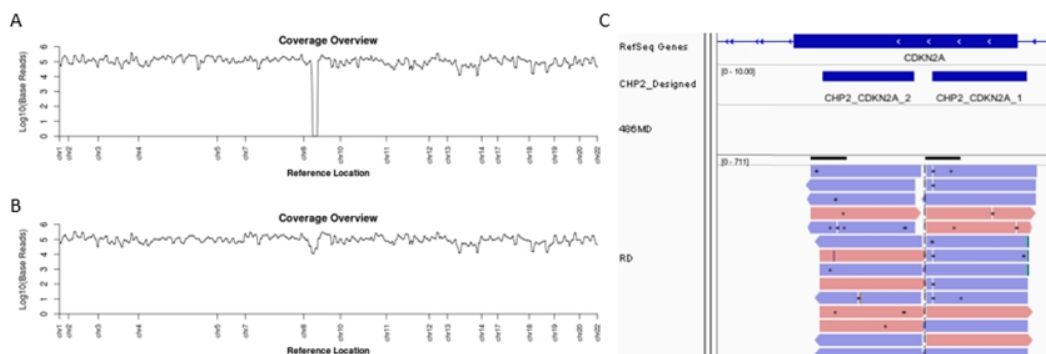 A
Coverage Overview
Log10(Base Reads)
6
5
4
3
2
1
0
chr1
chr2
chr3
chr4
chr5
chr7
chr8
chr10
chr11
chr12
chr13
chr14
chr17
chr18
chr19
chr20
chr22
Reference Location
B
Coverage Overview
Log10(Base Reads)
6
5
4
3
2
1
0
chr1
chr2
chr3
chr4
chr5
chr7
chr8
chr10
chr11
chr12
chr13
chr14
chr17
chr18
chr19
chr20
chr22
Reference Location
C
RefSeq Genes
CDKN2A
CHP2_Designed
[0 - 10.00]
CHP2_CDKN2A_2
CHP2_CDKN2A_1
486MD
[0 - 711]
RD